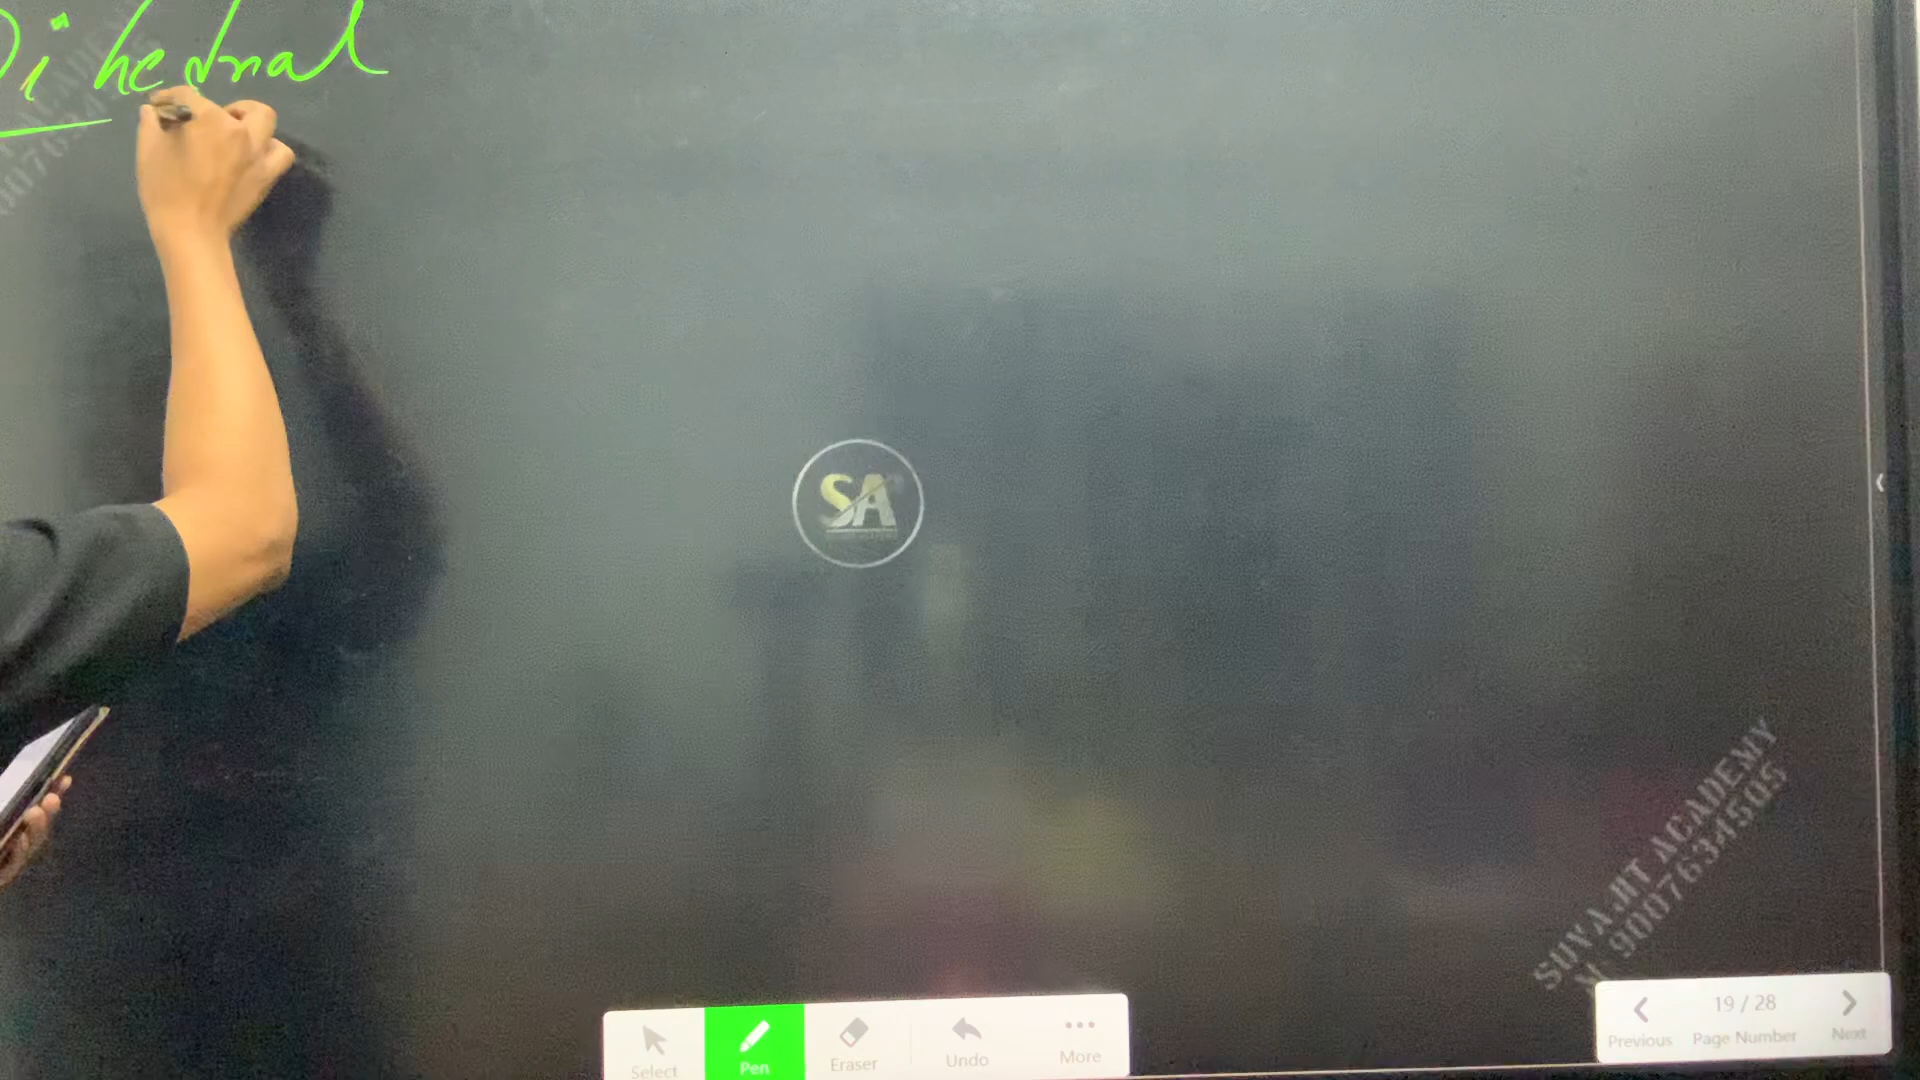 Dihedral
SA
SUVAJIT ACADEMY
9007634505
Select
Pen
Eraser
Undo
More
19 / 28
Previous
Page Number
Next